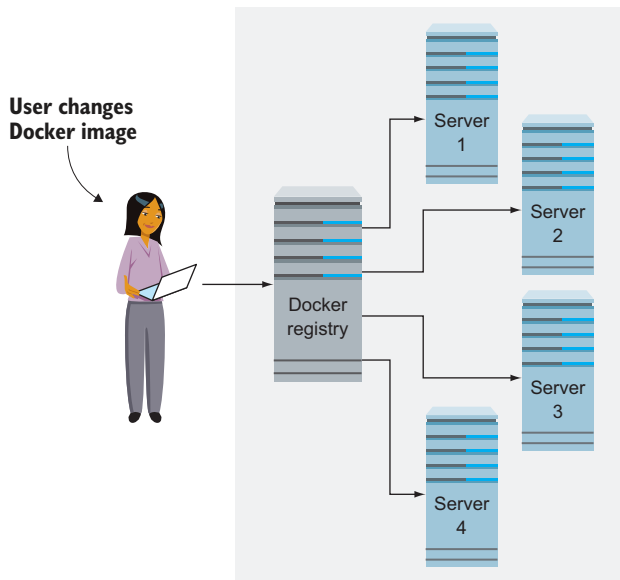 User changes
Docker image
Docker
registry
Server
1
Server
2
Server
3
Server
4